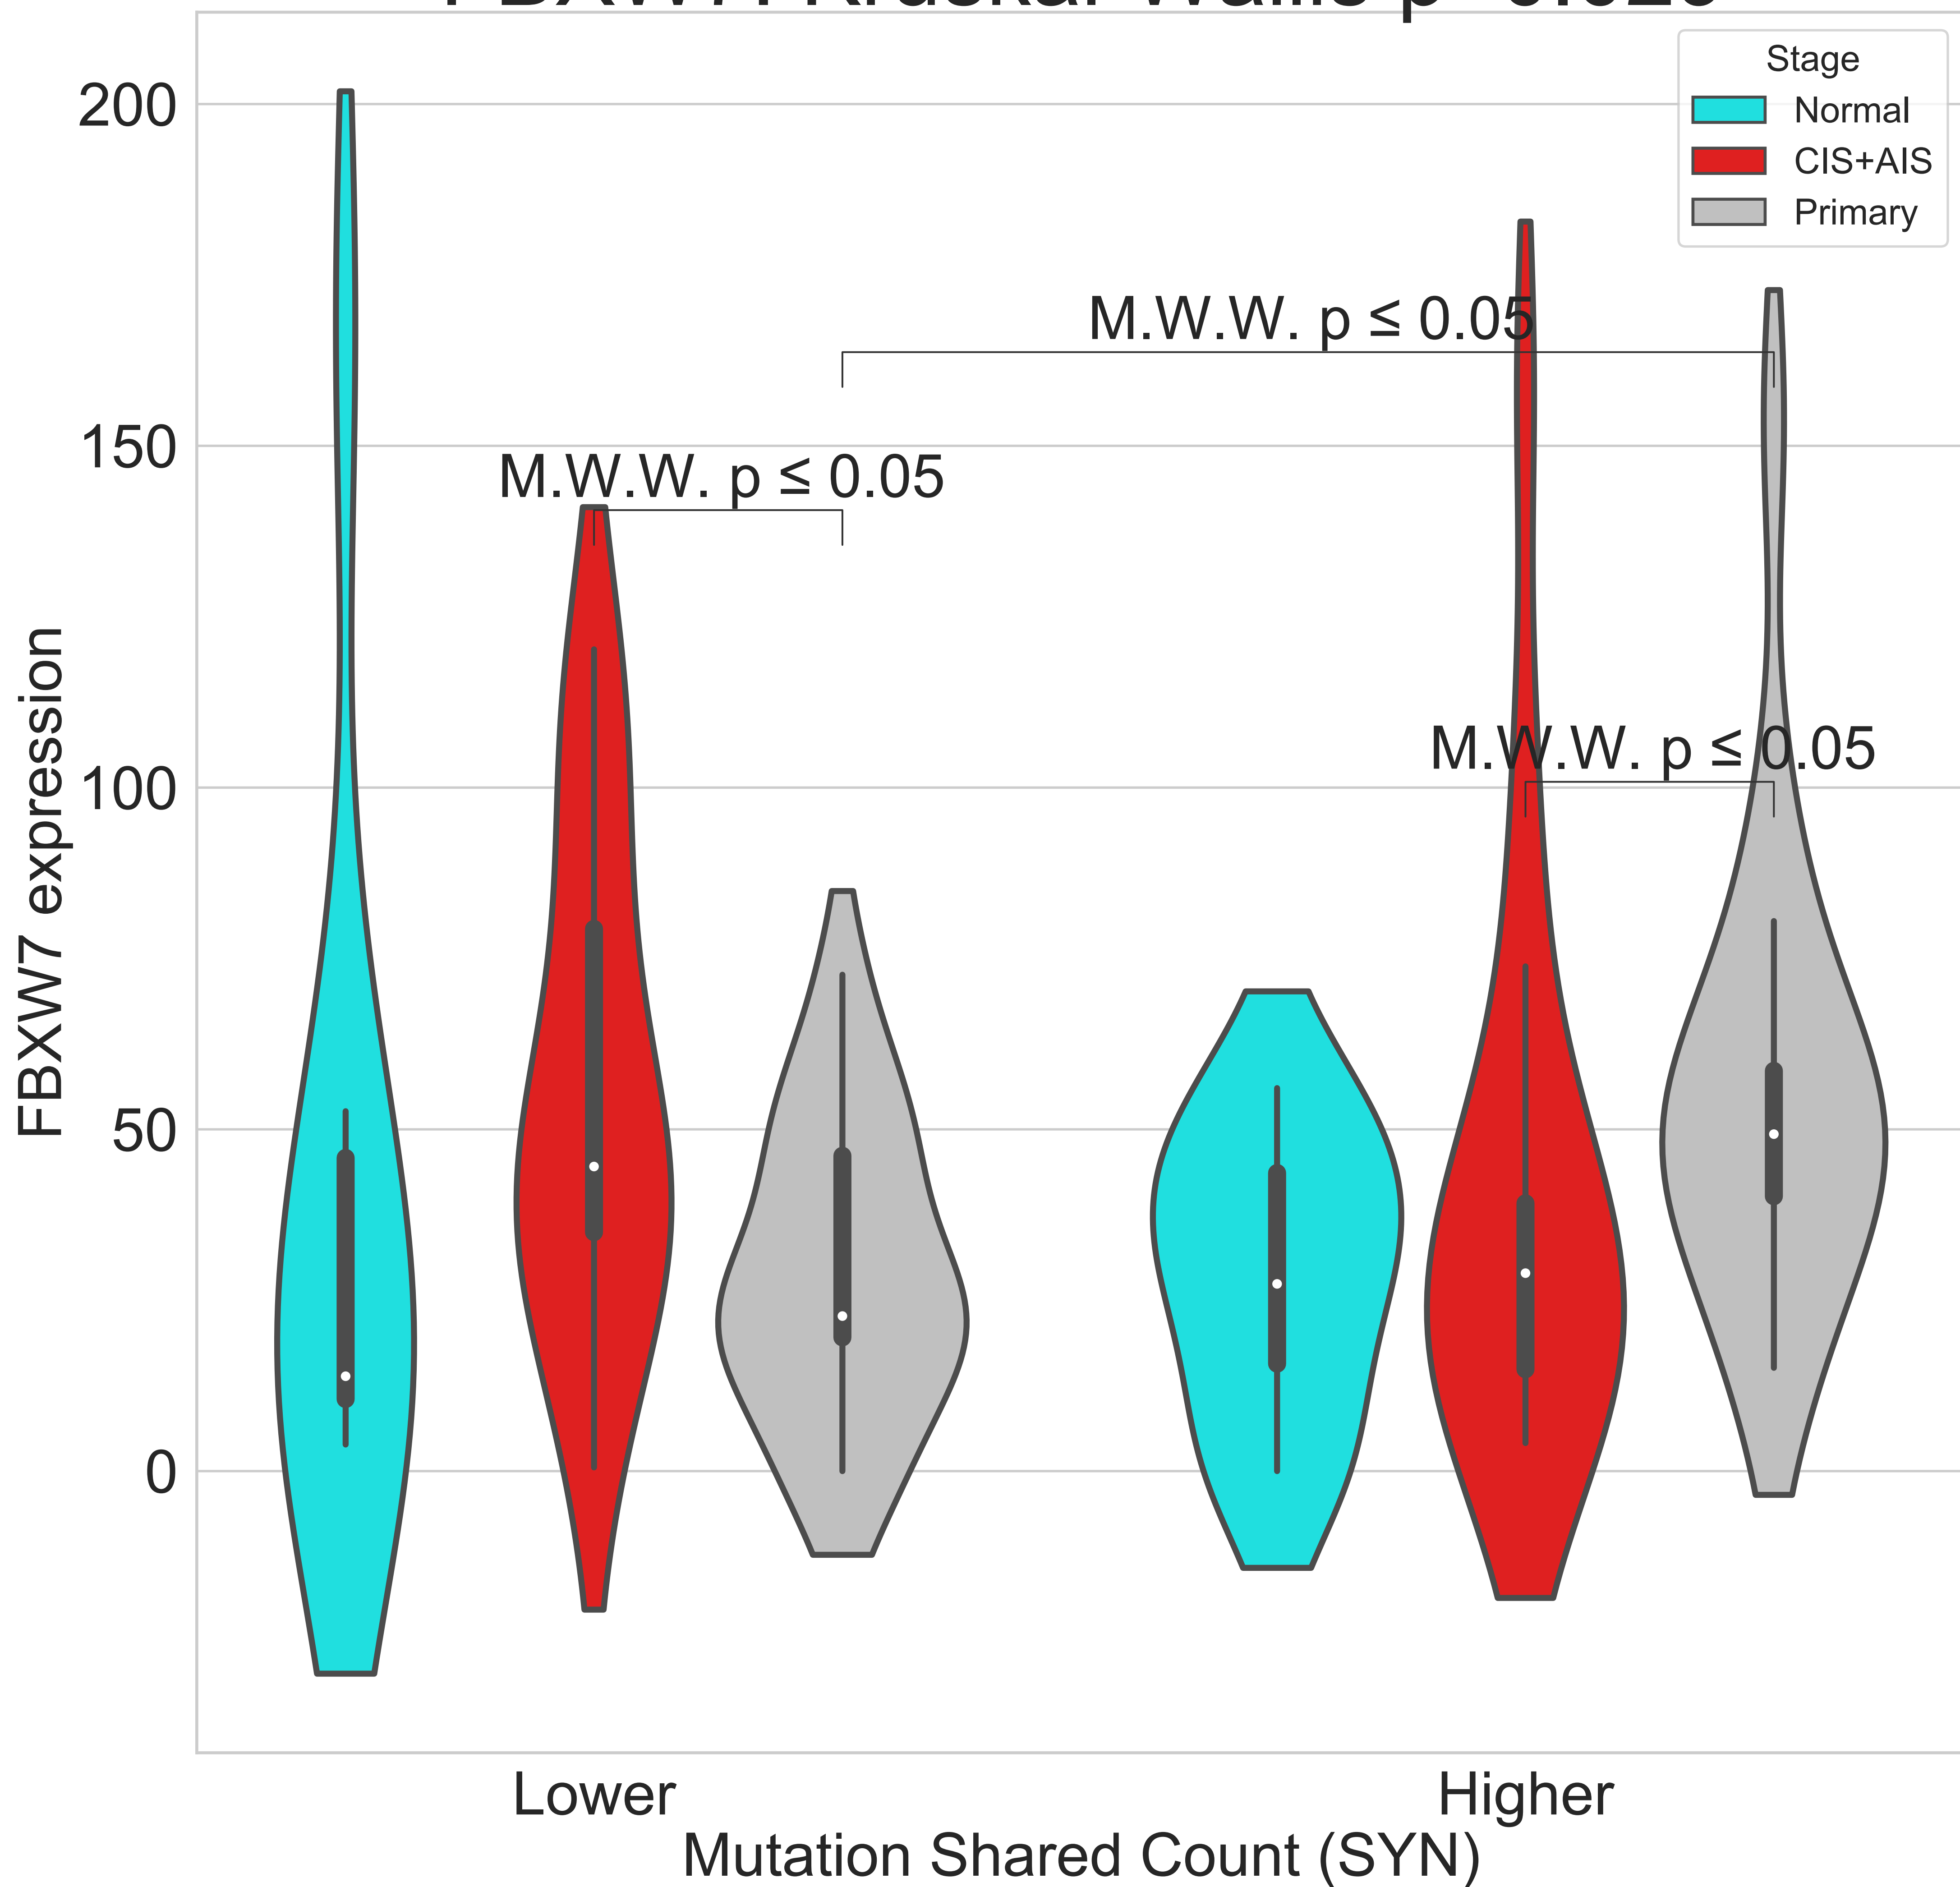 Stage
Normal
CIS+AIS
Primary
200
150
100
50
0
FBXW7 expression
M.W.W. p ≤ 0.05
M.W.W. p ≤ 0.05
M.W.W. p ≤ 0.05
Lower
Higher
Mutation Shared Count (SYN)